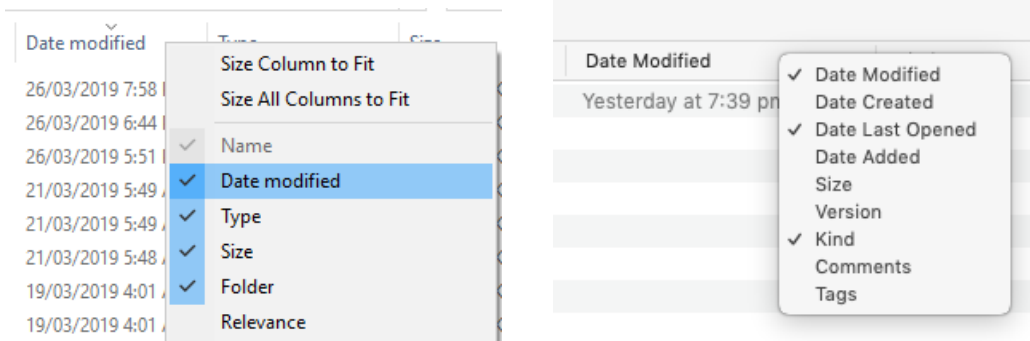 Date modified
Size Column to Fit
Size All Columns to Fit
26/03/2019 7:58
26/03/2019 6:44
Name
26/03/2019 5:51
Date modified
21/03/2019 5:49
Type
21/03/2019 5:49
Size
21/03/2019 5:48
Folder
19/03/2019 4:01
Relevance
19/03/2019 4:01
Date Modified
Yesterday at 7:39 pm
Date Modified
Date Created
Date Last Opened
Date Added
Size
Version
Kind
Comments
Tags